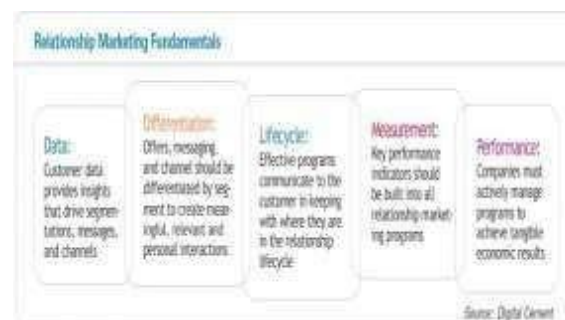 Relationship Marketing Fundamentals
Data:
Customer data
provides insights
that drive segmen-
tations, messages,
and channels
Differentiation:
Offers, messaging
and channel should be
differentiated by seg-
ment to create mean-
ingful, relevant and
personal interactions
Lifecycle:
Effective programs
communicate to the
customer in keeping
with where they are
in the relationship
lifecycle
Measurement:
Key performance
indicators should
be built into all
relationship market-
ing programs
Performance:
Companies must
actively manage
programs to
achieve tangible
economic results
Source: Digital Cement